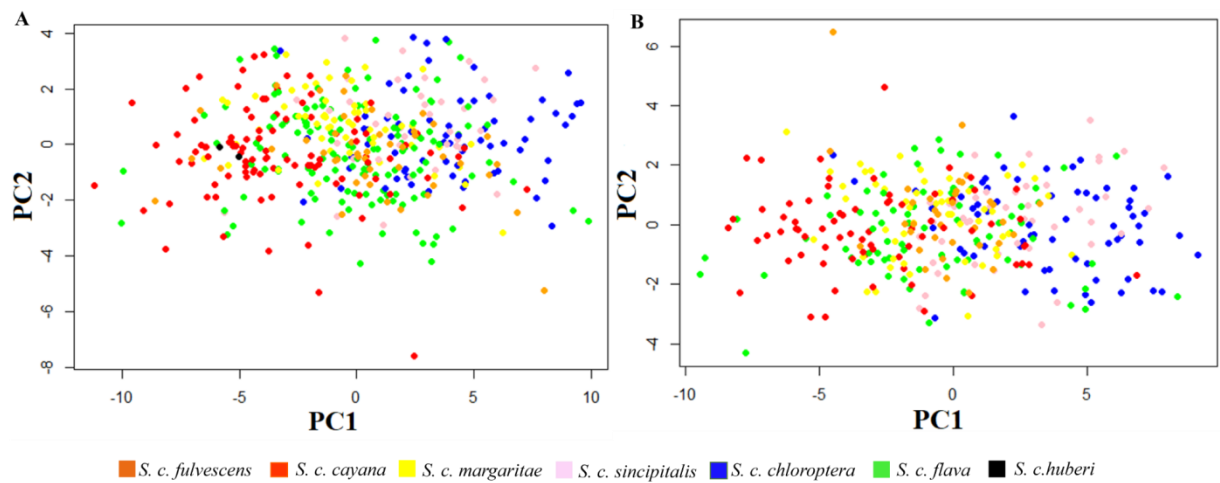 A
4
2
0
-2
-4
-6
-8
PC2
-10
-5
0
5
10
PC1
B
6
4
2
0
-2
-4
PC2
-10
-5
0
5
PC1
S. c. fulvescens
S. c. cayana
S. c. margaritae
S. c. sincipitalis
S. c. chloroptera
S. c. flava
S. c.huberi